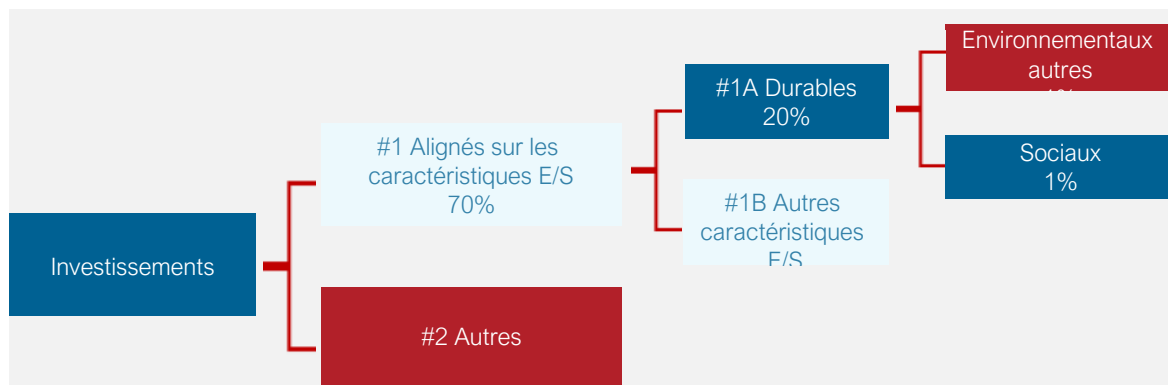 Investissements
#1 Alignés sur les
caractéristiques E/S
70%
#2 Autres
#1A Durables
20%
#1B Autres
caractéristiques
E/S
Environnementaux
autres
Sociaux
1%